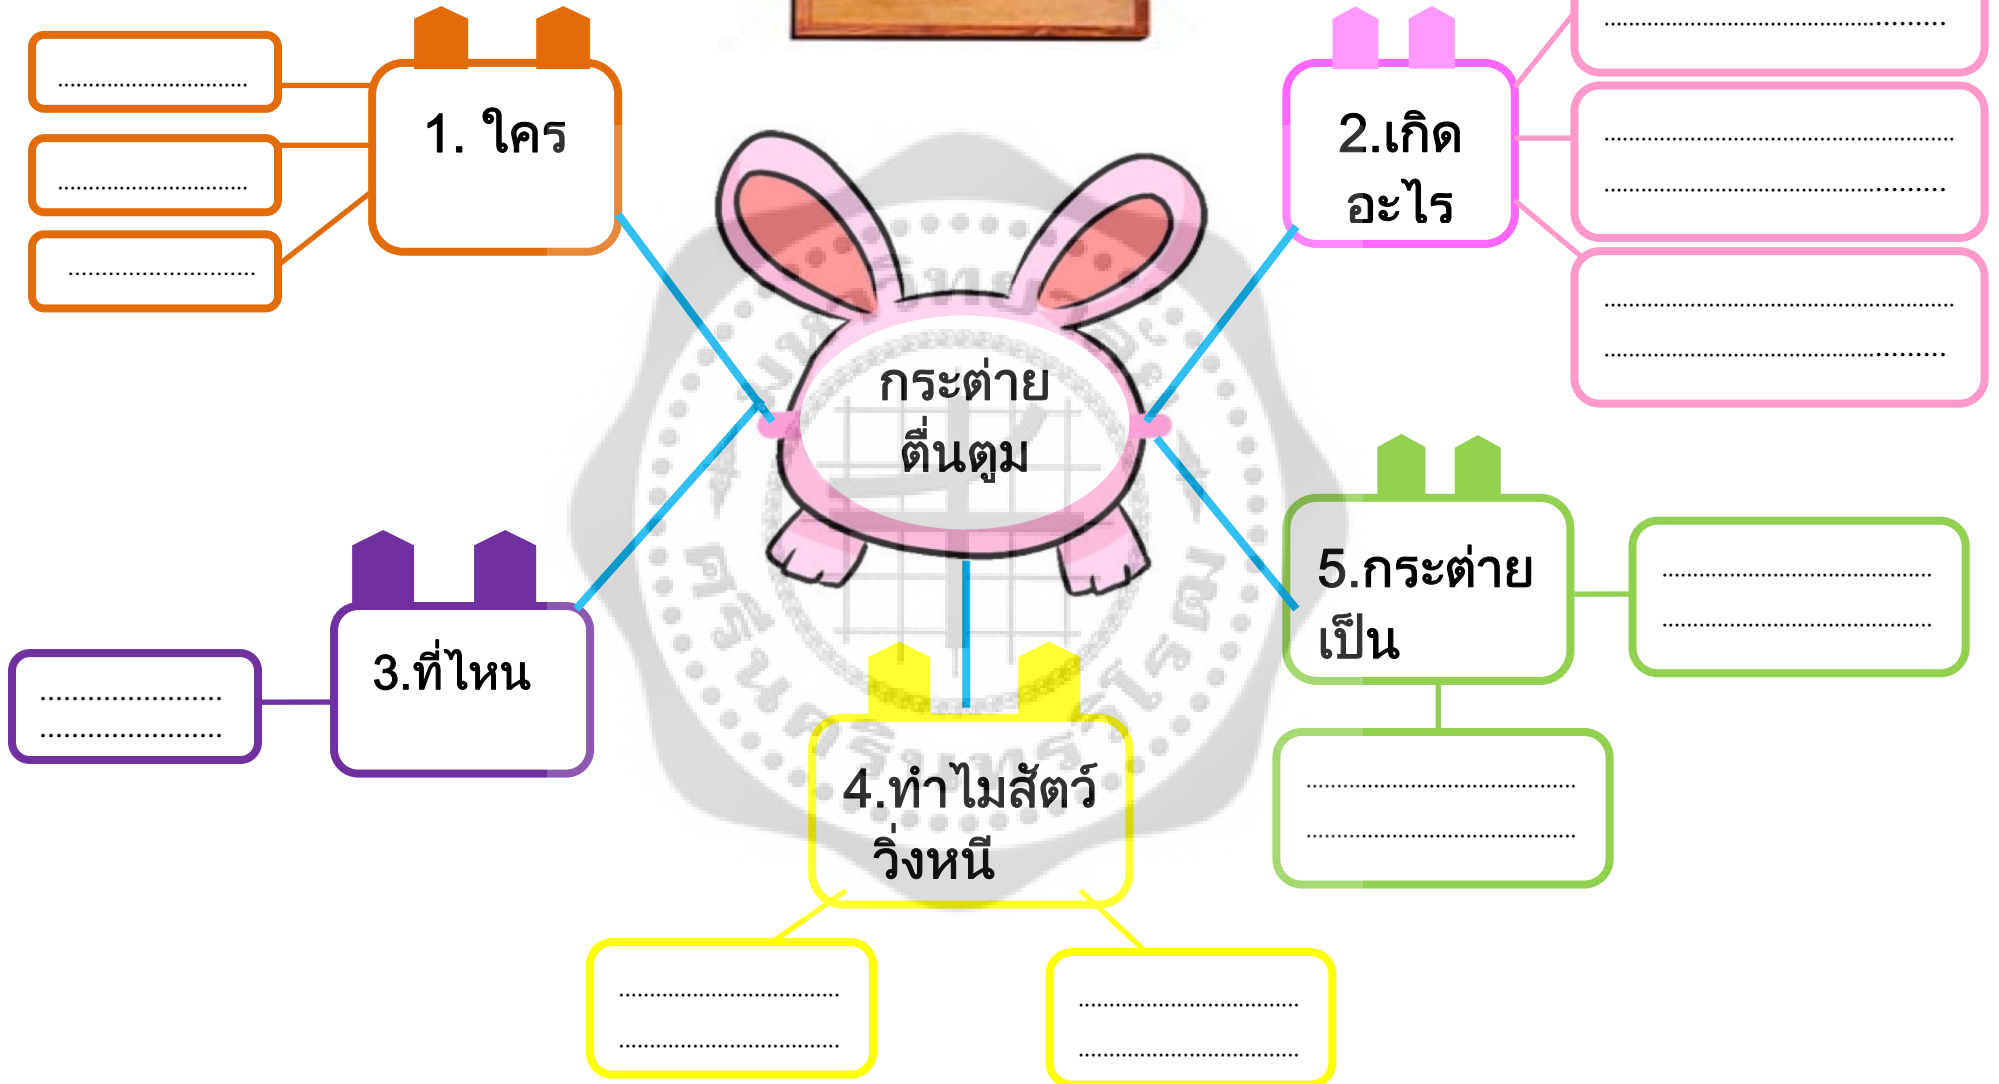 1. ใคร
2.เกิด
อะไร
กระต่าย
ตื่นตูม
3.ที่ไหน
4.ทำไมสัตว์
วิ่งหนี
5.กระต่าย
เป็น